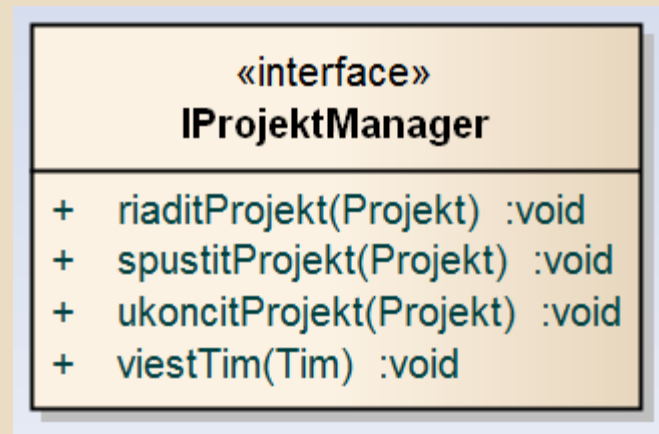 «interface»
IProjektManager
+ riaditProjekt(Projekt) :void
+ spustitProjekt(Projekt) :void
+ ukoncitProjekt(Projekt) :void
+ viestTim(Tim) :void